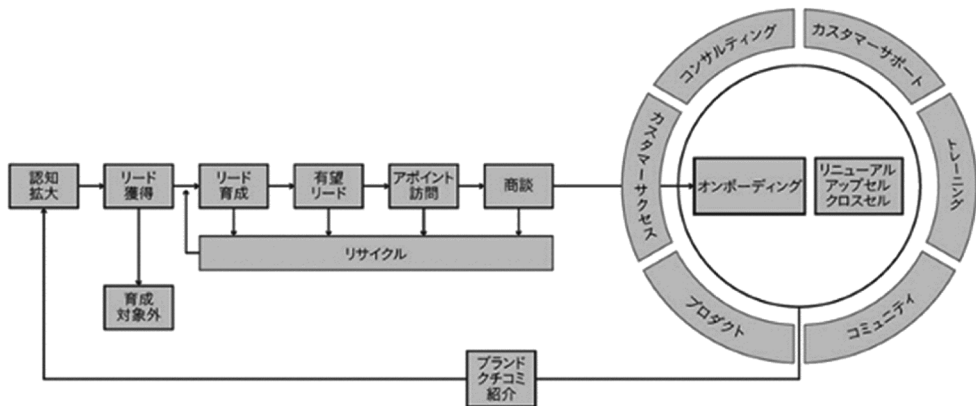 コンサルティング
カスタマーサポート
カスタマーサクセス
トレーニング
認知
拡大
リード
獲得
リード
育成
有望
リード
アポイント
訪問
商談
オンボーディング
リニューアル
アップセル
クロスセル
リサイクル
育成
対象外
プロダクト
コミュニティ
ブランド
クチコミ
紹介